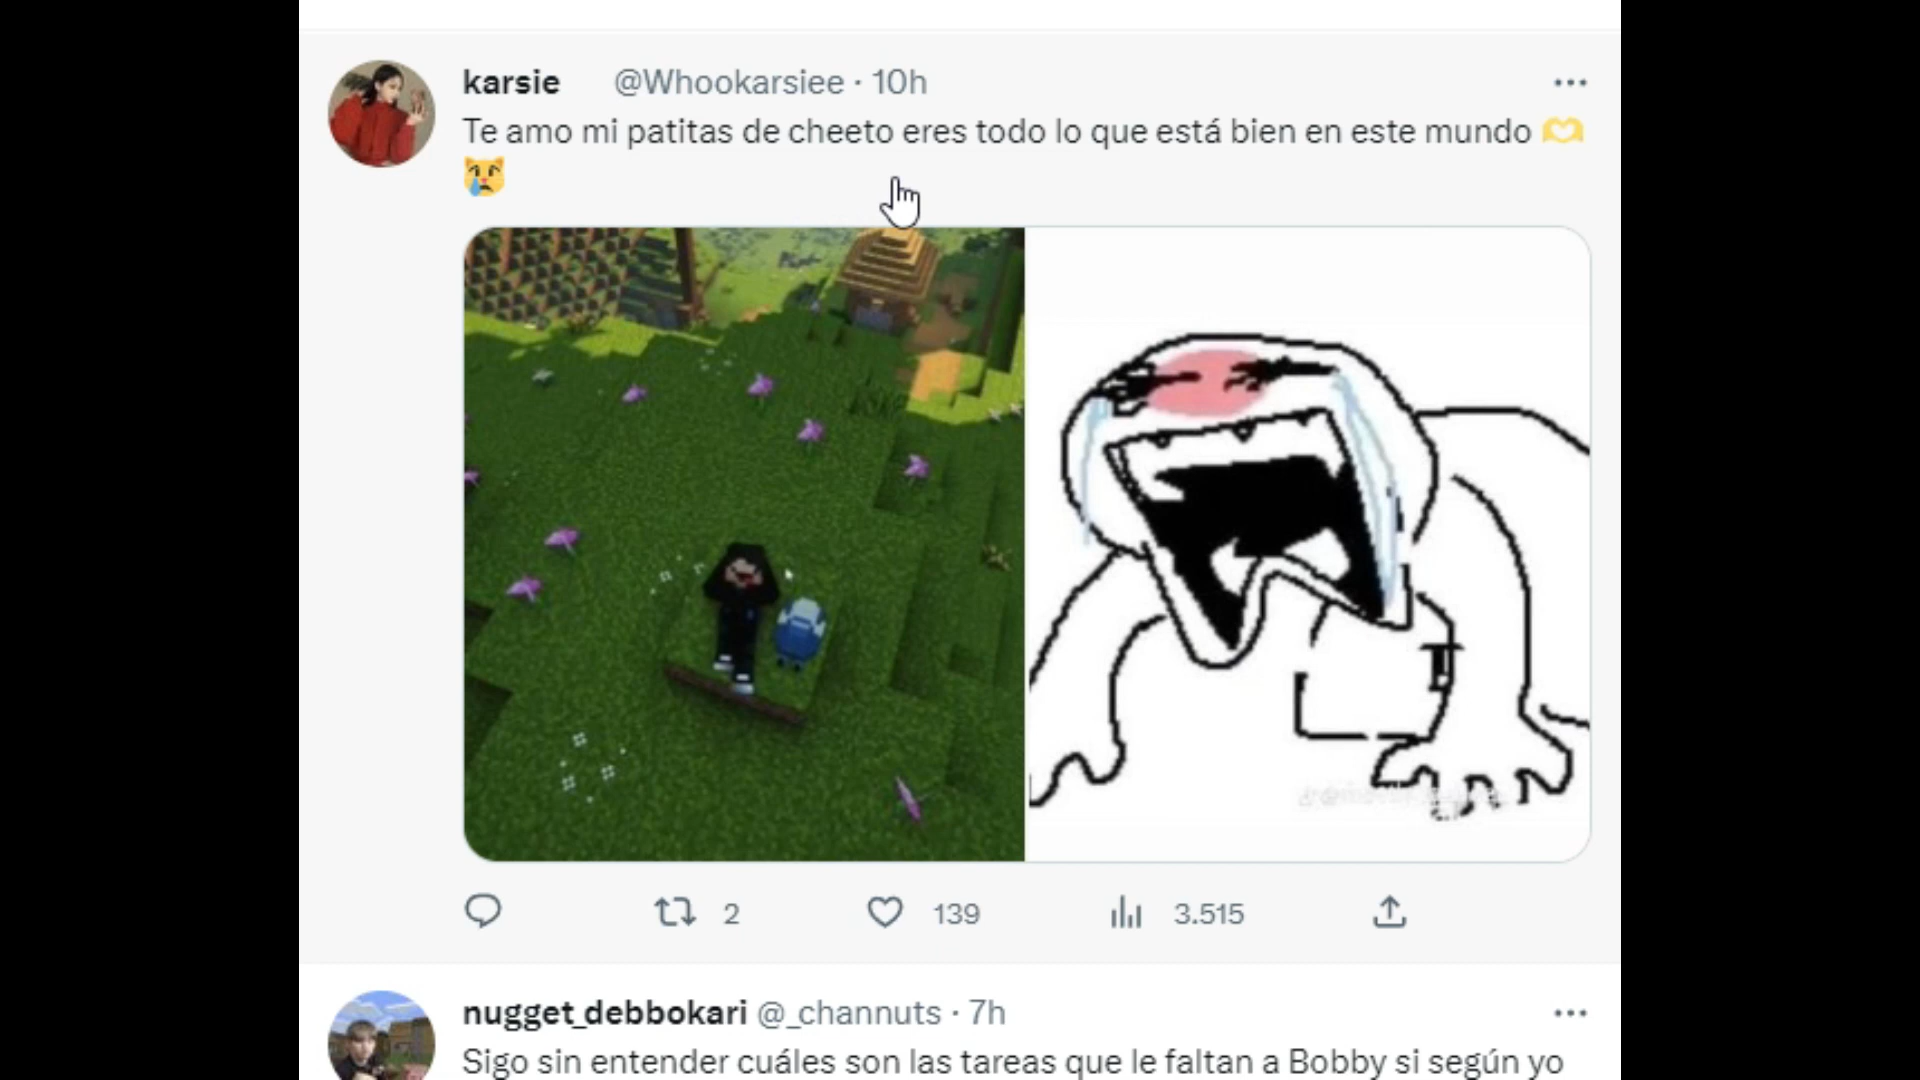 karsie @Whookarsiee · 10h
Te amo mi patitas de cheeto eres todo lo que está bien en este mundo 🫶
😿
2 139 3.515
nugget_debbokari @_channuts · 7h
Sigo sin entender cuáles son las tareas que le faltan a Bobby si según yo